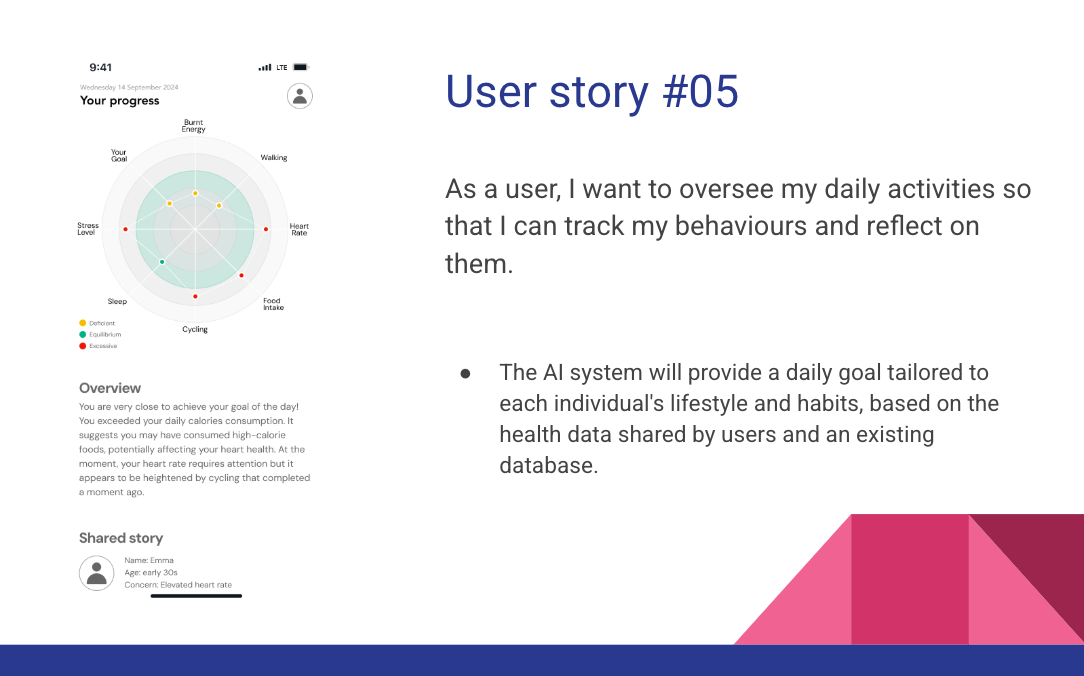 9:41
LTE
Wednesday 14 September 2024
Your progress
Burnt
Energy
Your
Goal
Walking
Stress
Level
Heart
Rate
Sleep
Food
Intake
Cycling
Deficient
Equilibrium
Excessive
Overview
You are very close to achieve your goal of the day!
You exceeded your daily calories consumption. It
suggests you may have consumed high-calorie
foods, potentially affecting your heart health. At the
moment, your heart rate requires attention but it
appears to be heightened by cycling that completed
a moment ago.
Shared story
Name: Emma
Age: early 30s
Concern: Elevated heart rate
User story #05
As a user, I want to oversee my daily activities so
that I can track my behaviours and reflect on
them.
● The AI system will provide a daily goal tailored to
each individual's lifestyle and habits, based on the
health data shared by users and an existing
database.